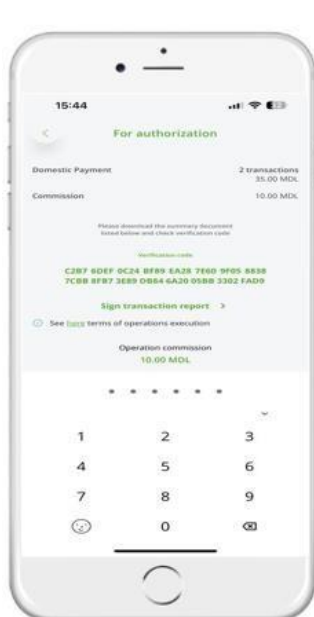 15:44
For authorization
Domestic Payment 2 transactions
35.00 MDL
Commission 10.00 MDL
Please download the summary document
listed below and check verification code
Verification code
C2B7 6DEF 0C24 BF89 EA28 7E6D 9F05 8838
7CBB 8FB7 3E89 DB64 6A20 05BB 3302 FAD9
Sign transaction report >
See here terms of operations execution
Operation commission
10.00 MDL
1 2 3
4 5 6
7 8 9
0